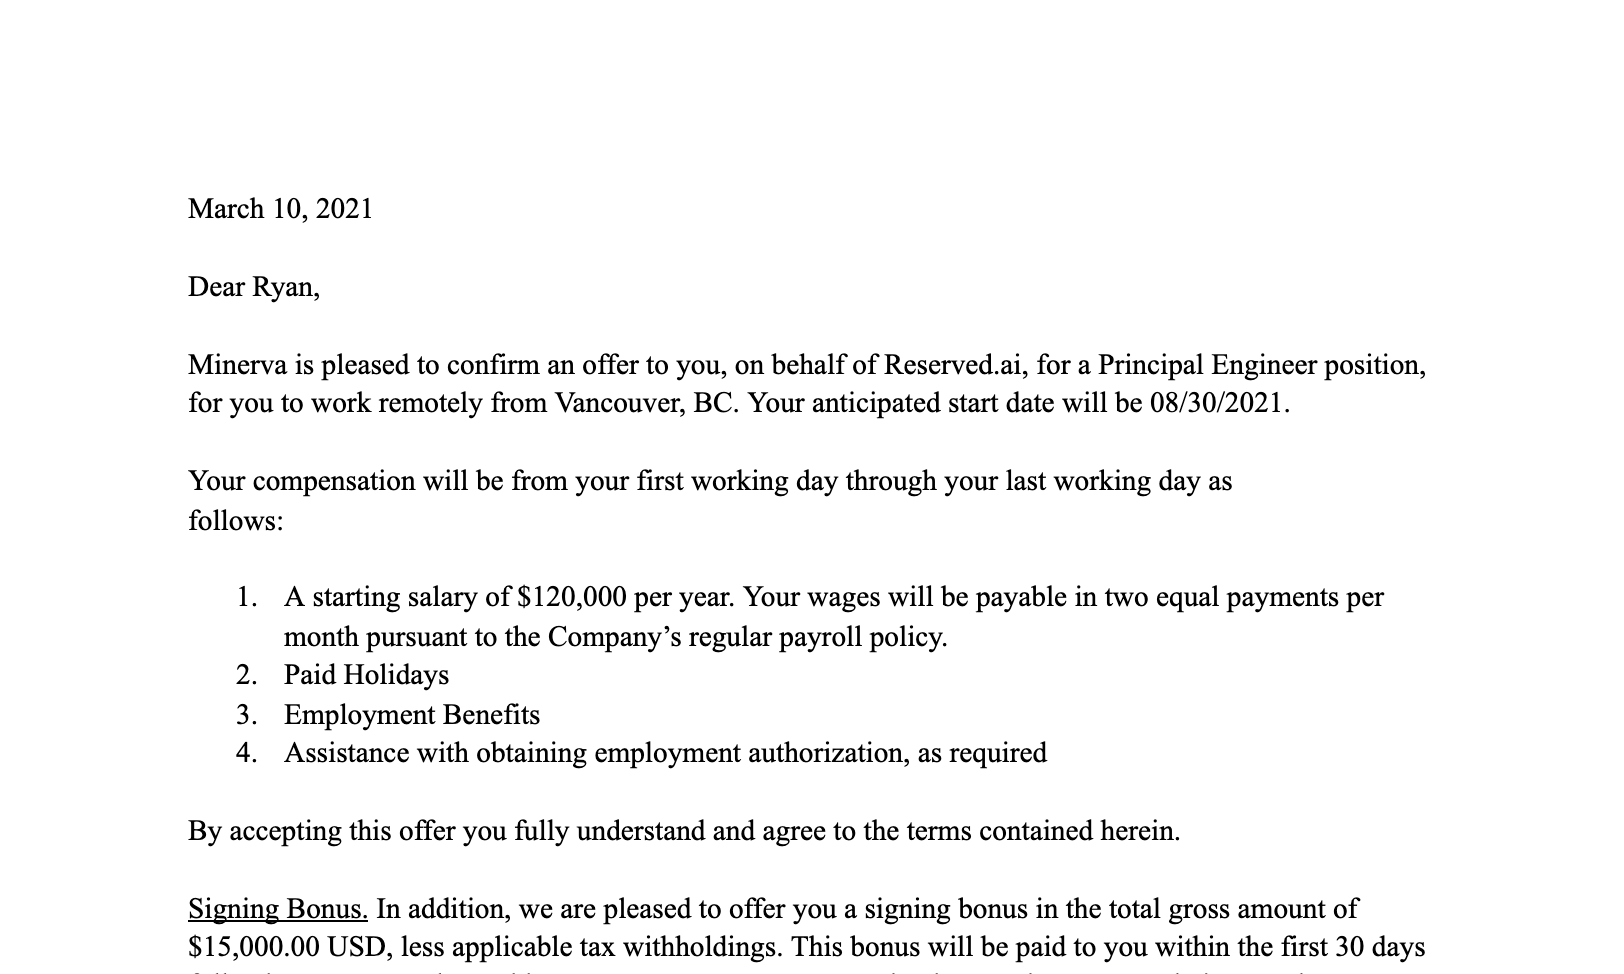 March 10, 2021
Dear Ryan,
Minerva is pleased to confirm an offer to you, on behalf of Reserved.ai, for a Principal Engineer position,
for you to work remotely from Vancouver, BC. Your anticipated start date will be 08/30/2021.
Your compensation will be from your first working day through your last working day as
follows:
1. A starting salary of $120,000 per year. Your wages will be payable in two equal payments per
month pursuant to the Company’s regular payroll policy.
2. Paid Holidays
3. Employment Benefits
4. Assistance with obtaining employment authorization, as required
By accepting this offer you fully understand and agree to the terms contained herein.
Signing Bonus. In addition, we are pleased to offer you a signing bonus in the total gross amount of
$15,000.00 USD, less applicable tax withholdings. This bonus will be paid to you within the first 30 days